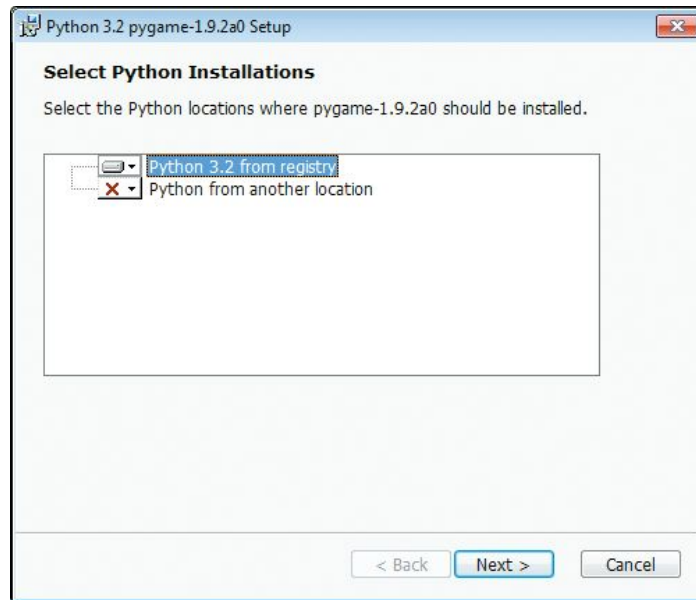 Python 3.2 pygame-1.9.2a0 Setup
Select Python Installations
Select the Python locations where pygame-1.9.2a0 should be installed.
Python 3.2 from registry
Python from another location
< Back Next > Cancel